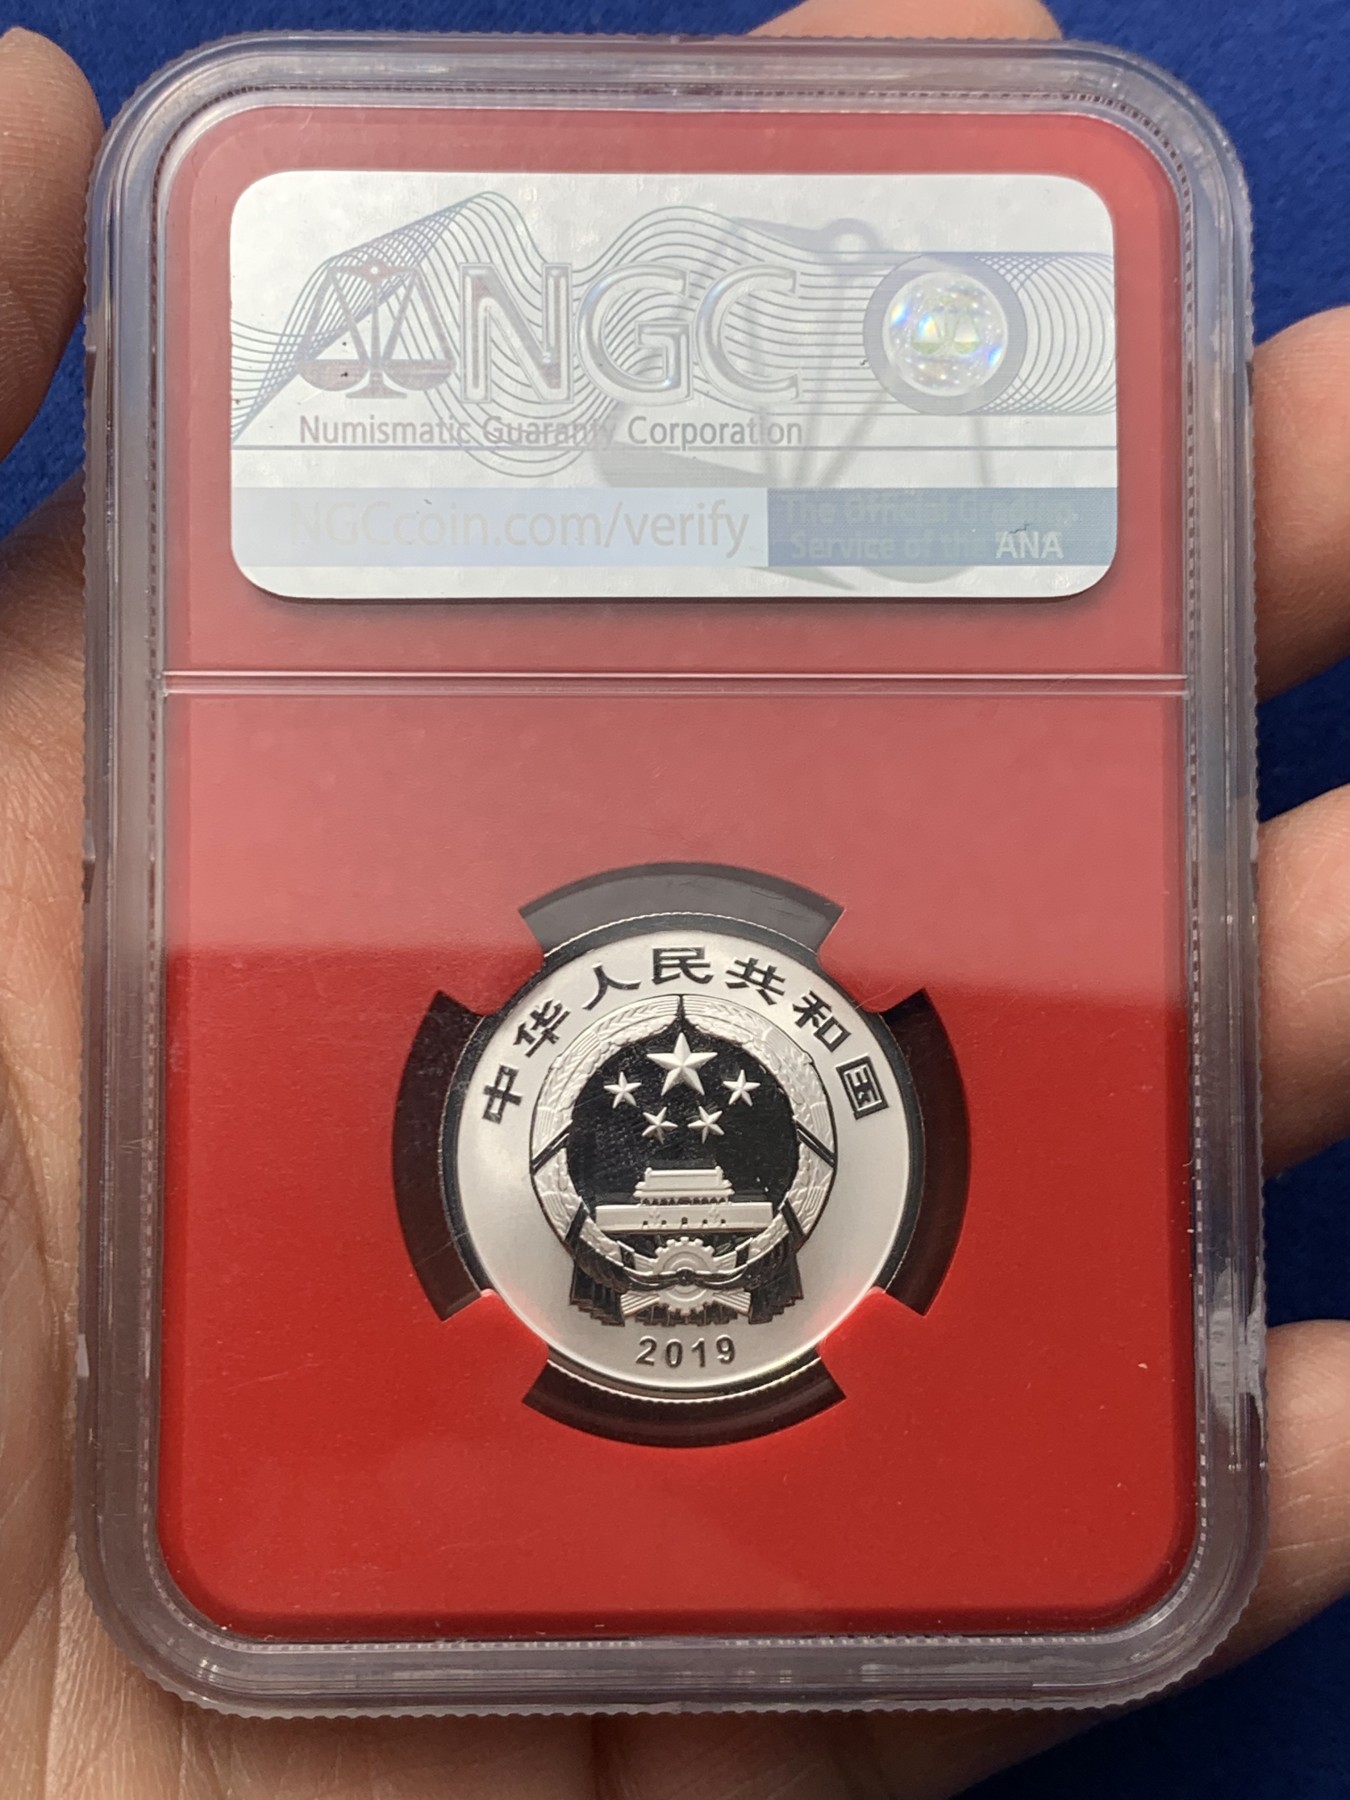 NGC
Numismatic Guaranty Corporation
NGCcoin.com/verify
The Official Grading
Service of the ANA
中华人民共和国
2019